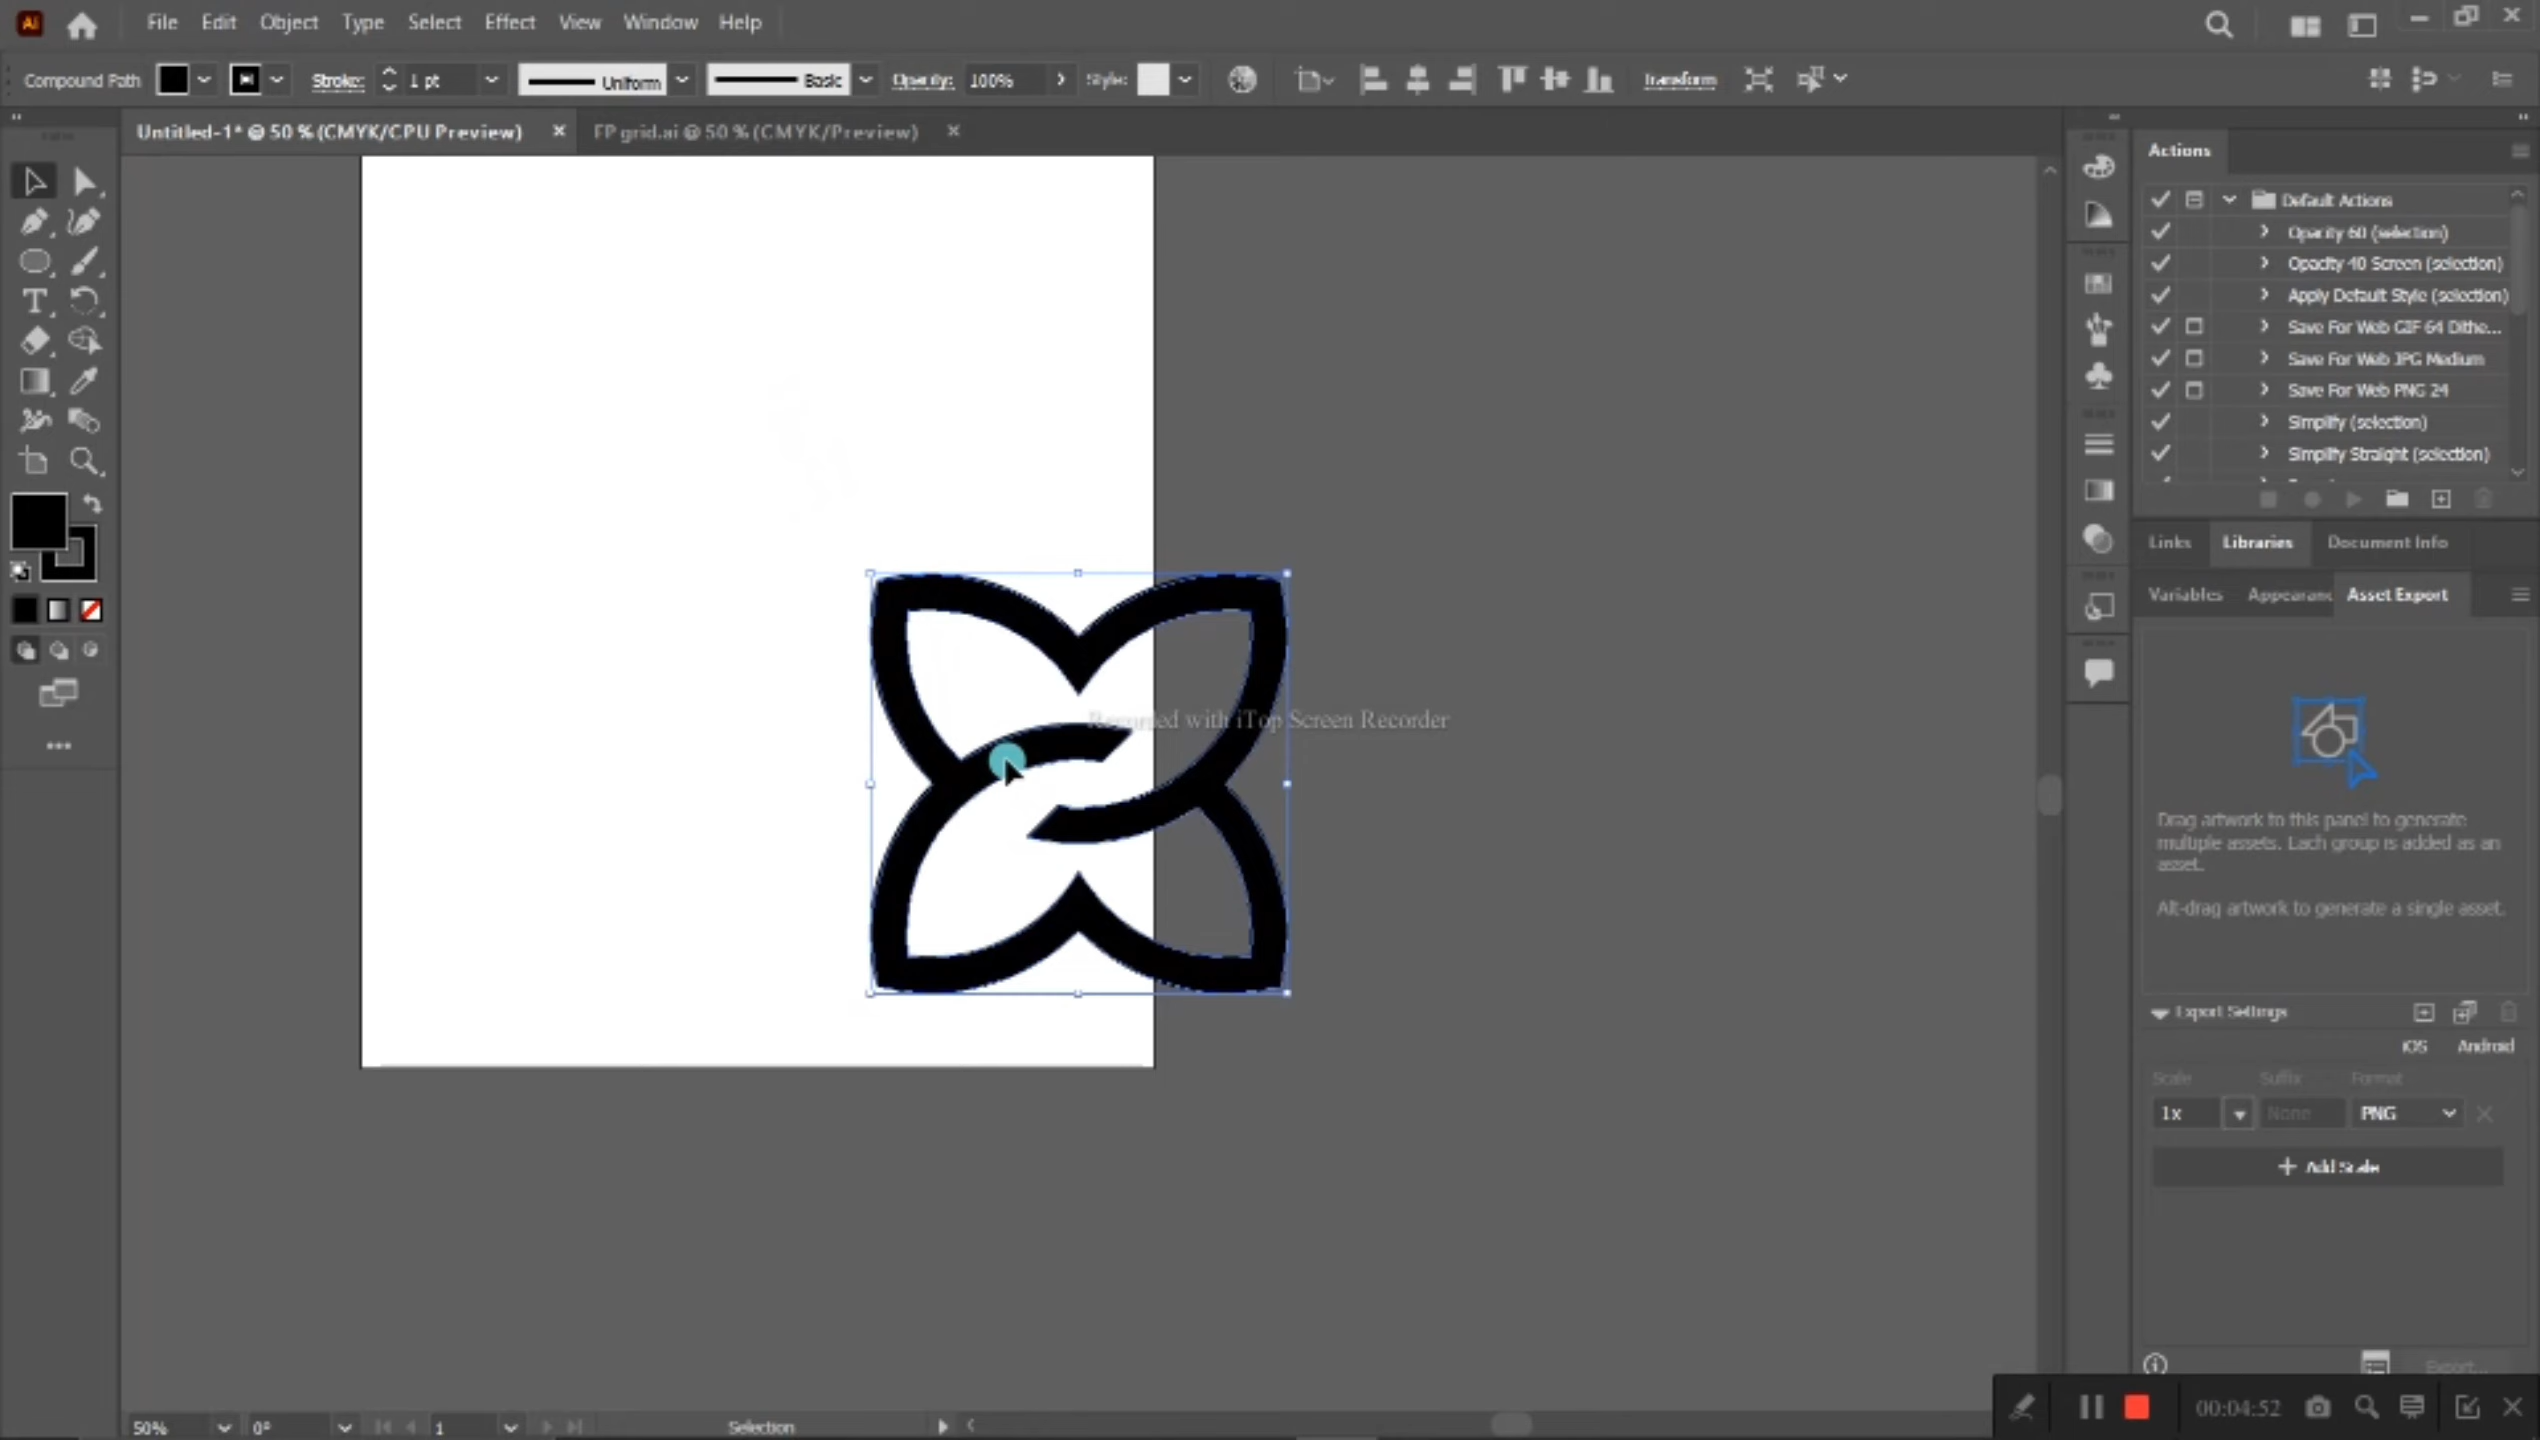 Ai File Edit Object Type Select Effect View Window Help
Compound Path Stroke: 1 pt Uniform Basic Opacity: 100% Style: Transform
Untitled-1* @ 50 % (CMYK/CPU Preview) × FP grid.ai @ 50 % (CMYK/Preview) ×
Actions
Default Actions
Opacity 60 (selection)
Opacity 40 Screen (selection)
Apply Default Style (selection)
Save For Web GIF 64 Dithe...
Save For Web JPG Medium
Save For Web PNG 24
Simplify (selection)
Simplify Straight (selection)
Links Libraries Document Info
Variables Appearanc Asset Export
Recorded with iTop Screen Recorder
Drag artwork to this panel to generate
multiple assets. Each group is added as an
asset.
Alt-drag artwork to generate a single asset.
Export Settings
iOS Android
Scale Suffix Format
1x None PNG
+ Add Scale
Export...
50% 0° 1 Selection
00:04:52